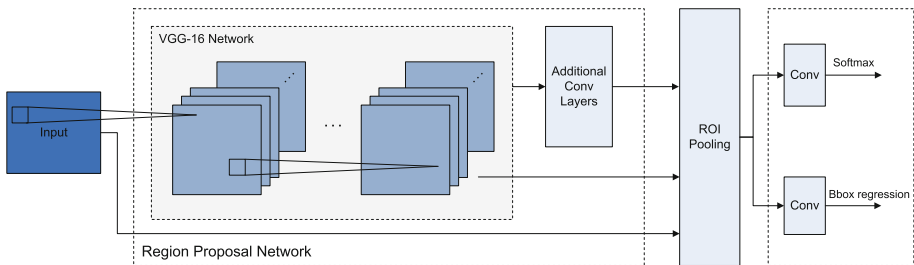 VGG-16 Network
Input
...
...
...
Additional
Conv
Layers
ROI
Pooling
Conv
Softmax
Conv
Bbox regression
Region Proposal Network